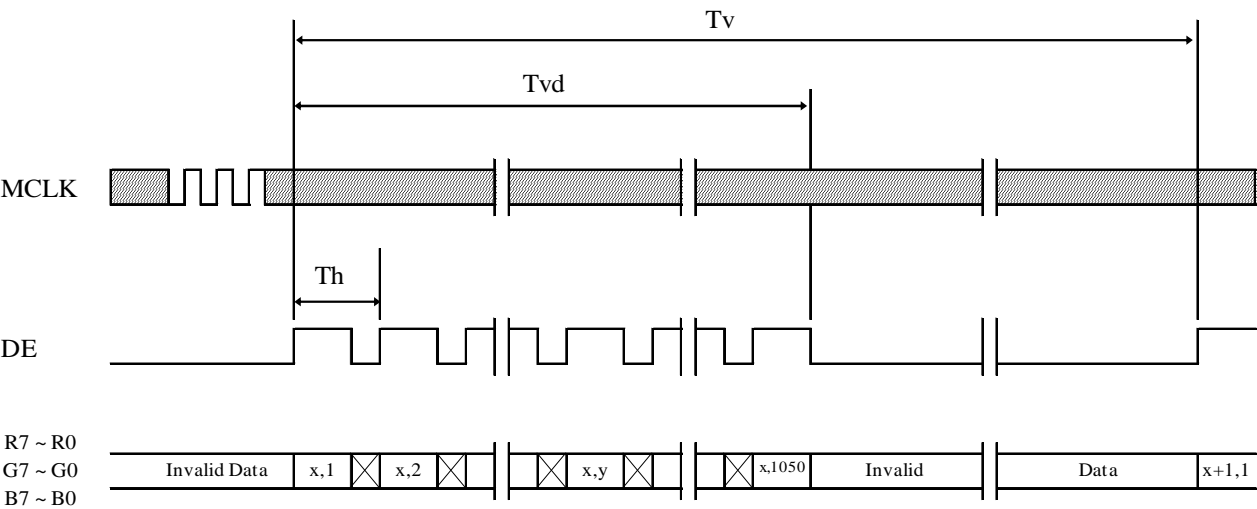 Tv
Tvd
MCLK
Th
DE
R7 ~ R0
G7 ~ G0 Invalid Data x,1 x,2 x,y x,1050 Invalid Data x+1,1
B7 ~ B0